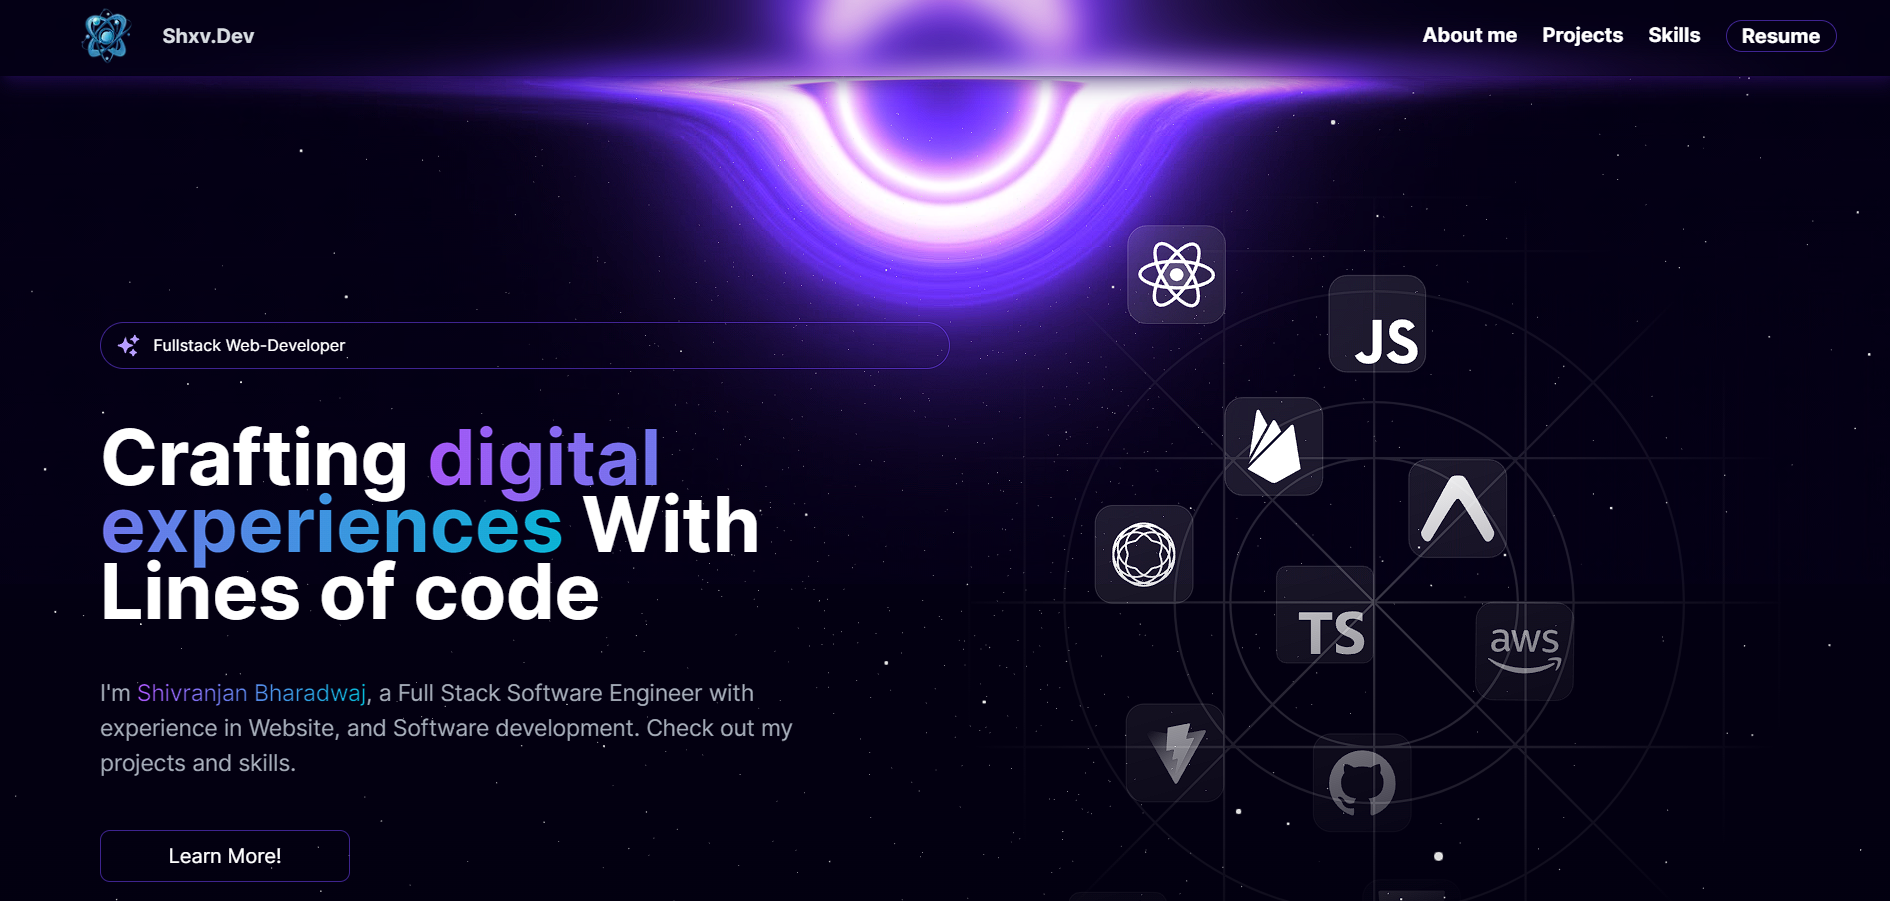 Shxv.Dev
About me
Projects
Skills
Resume
Fullstack Web-Developer
Crafting digital
experiences With
Lines of code
I'm Shivranjan Bharadwaj, a Full Stack Software Engineer with
experience in Website, and Software development. Check out my
projects and skills.
Learn More!
JS
TS
aws